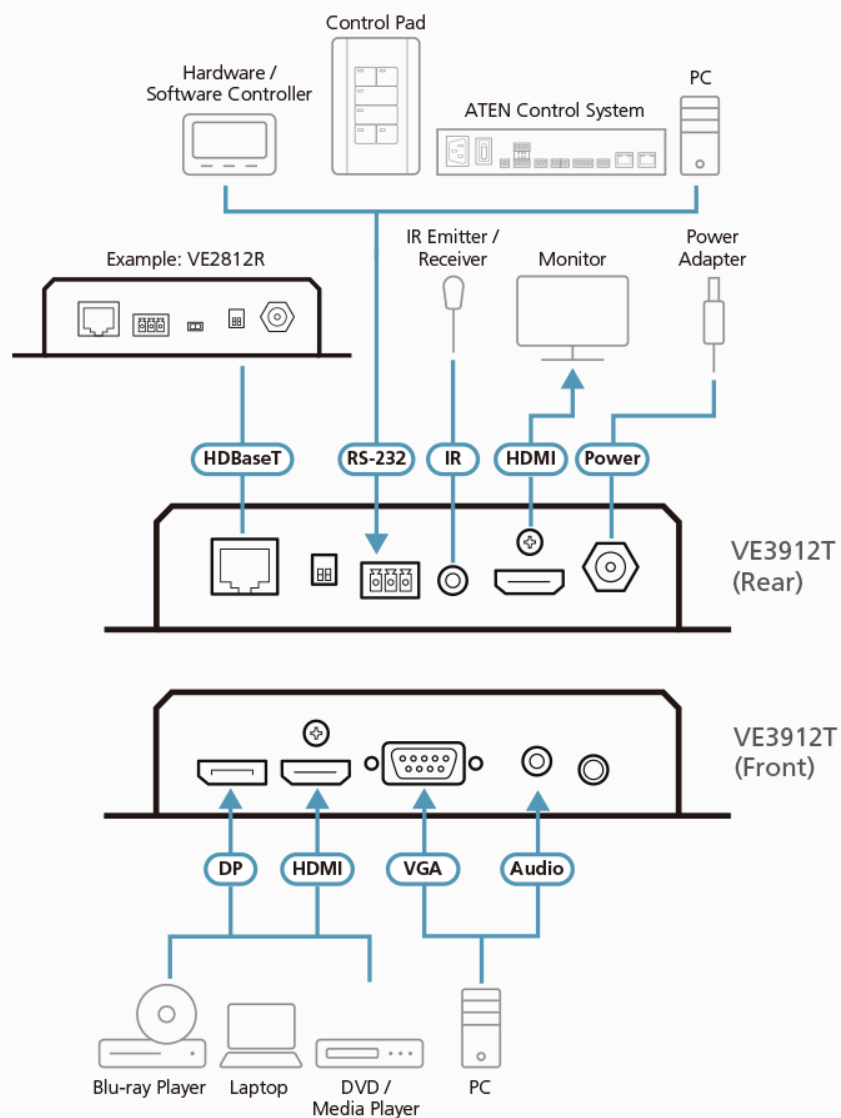 Control Pad
Hardware /
Software Controller
ATEN Control System
PC
Example: VE2812R
IR Emitter /
Receiver
Monitor
Power
Adapter
HDBaseT
RS-232
IR
HDMI
Power
VE3912T
(Rear)
VE3912T
(Front)
DP
HDMI
VGA
Audio
Blu-ray Player
Laptop
DVD /
Media Player
PC